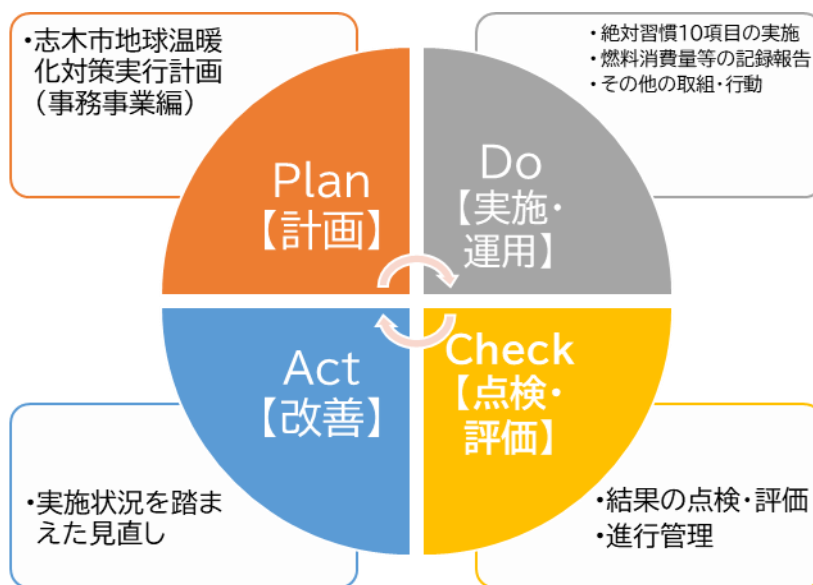 ・志木市地球温暖
化対策実行計画
（事務事業編）
・絶対習慣10項目の実施
・燃料消費量等の記録報告
・その他の取組・行動
Plan
【計画】
Do
【実施・
運用】
Act
【改善】
Check
【点検・
評価】
・実施状況を踏ま
えた見直し
・結果の点検・評価
・進行管理